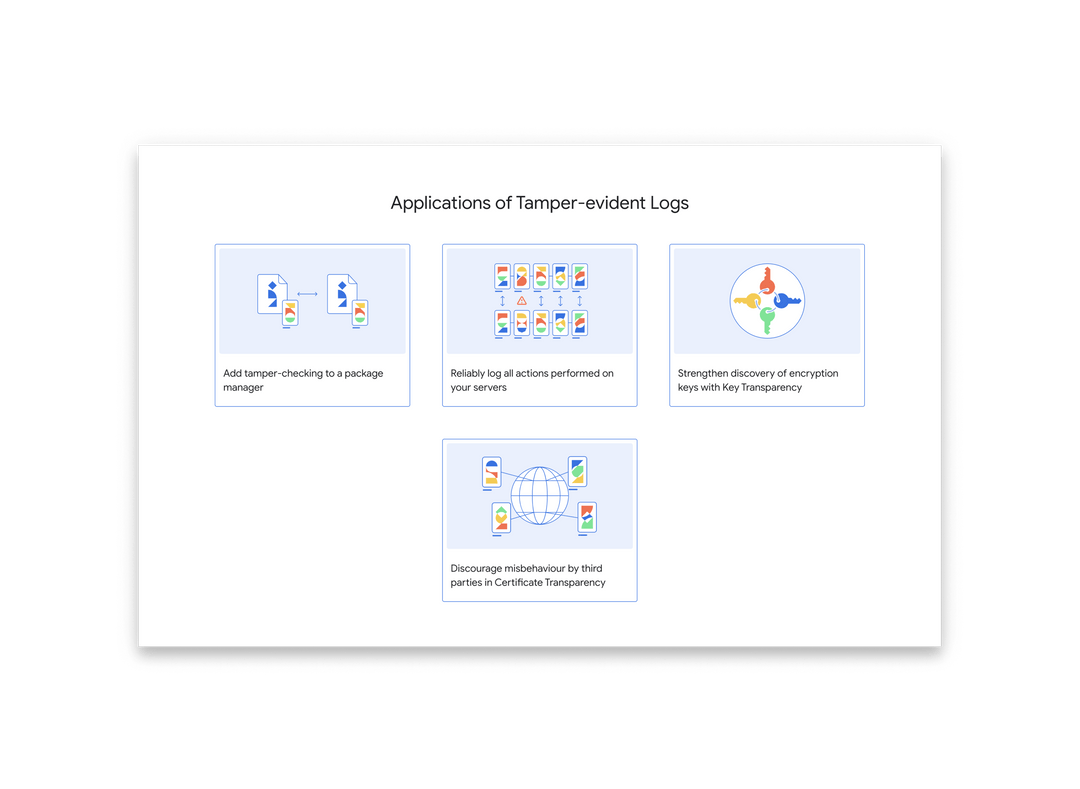 Applications of Tamper-evident Logs
Add tamper-checking to a package
manager
Reliably log all actions performed on
your servers
Strengthen discovery of encryption
keys with Key Transparency
Discourage misbehaviour by third
parties in Certificate Transparency